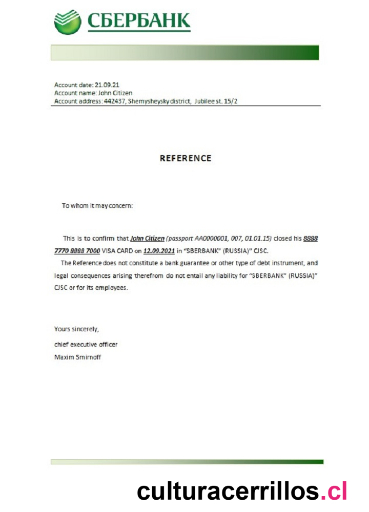 СБЕРБАНК
Account date: 21.09.21
Account name: John Citizen
Account address: 442437, Shemysheysky district, Jubilee st. 15/2
REFERENCE
To whom it may concern:
This is to confirm that John Citizen (passport AA0000001, 007, 01.01.15) closed his 8888
7770 8888 7000 VISA CARD on 12.09.2021 in "SBERBANK" (RUSSIA)" CJSC.
The Reference does not constitute a bank guarantee or other type of debt instrument, and
legal consequences arising therefrom do not entail any liability for "SBERBANK" (RUSSIA)"
CJSC or for its employees.
Yours sincerely,
chief executive officer
Maxim Smirnoff
culturacerrillos.cl